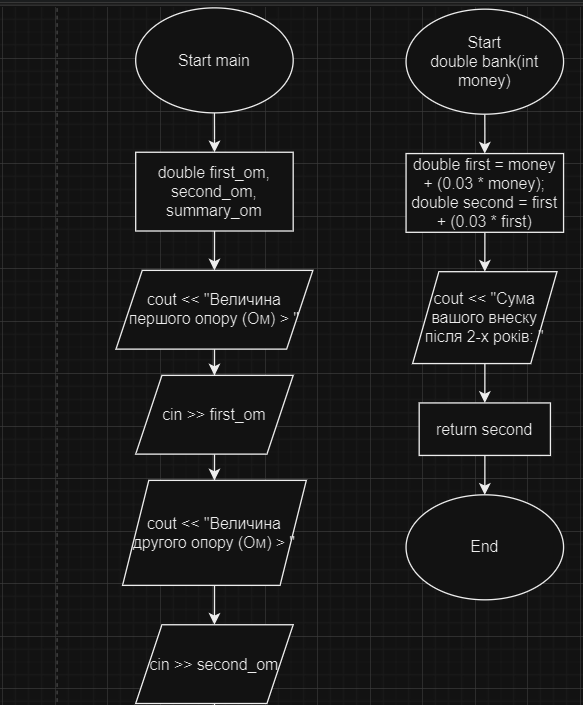 Start main
double first_om,
second_om,
summary_om
cout << "Величина
першого опору (Ом) > "
cin >> first_om
cout << "Величина
другого опору (Ом) > "
cin >> second_om
Start
double bank(int
money)
double first = money
+ (0.03 * money);
double second = first
+ (0.03 * first)
cout << "Сума
вашого внеску
після 2-х років: "
return second
End